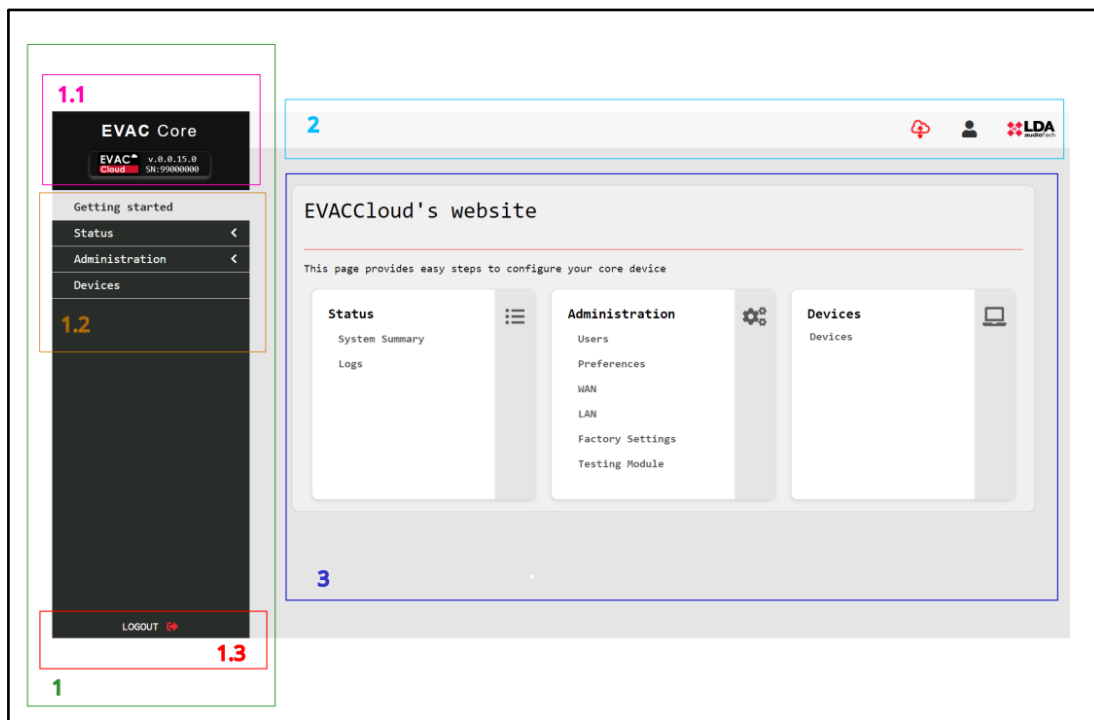 1.1
EVAC Core
EVAC Cloud v.0.0.15.0
SN:99000000
Getting started
Status
Administration
Devices
1.2
LOGOUT
1.3
1
2
LDA
audioTech
EVACCloud's website
This page provides easy steps to configure your core device
Status
System Summary
Logs
Administration
Users
Preferences
WAN
LAN
Factory Settings
Testing Module
Devices
Devices
3